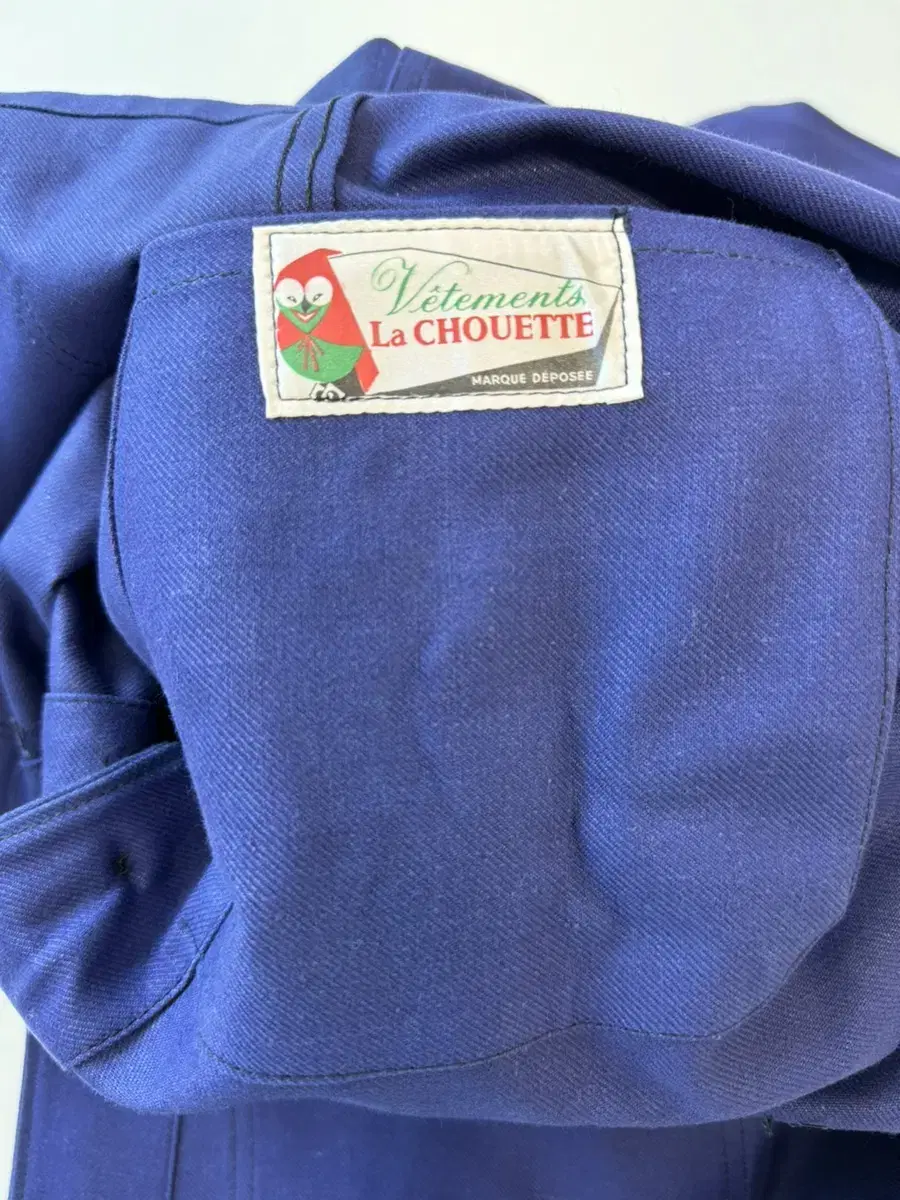 Vêtements
La CHOUETTE
MARQUE DÉPOSÉE